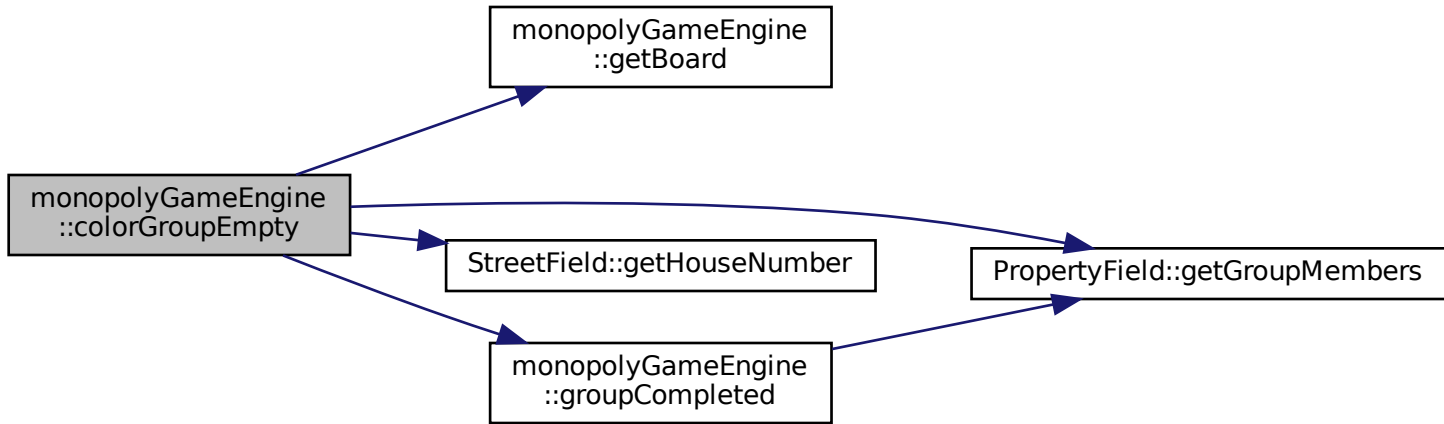 monopolyGameEngine
::getBoard
monopolyGameEngine
::colorGroupEmpty
StreetField::getHouseNumber
PropertyField::getGroupMembers
monopolyGameEngine
::groupCompleted